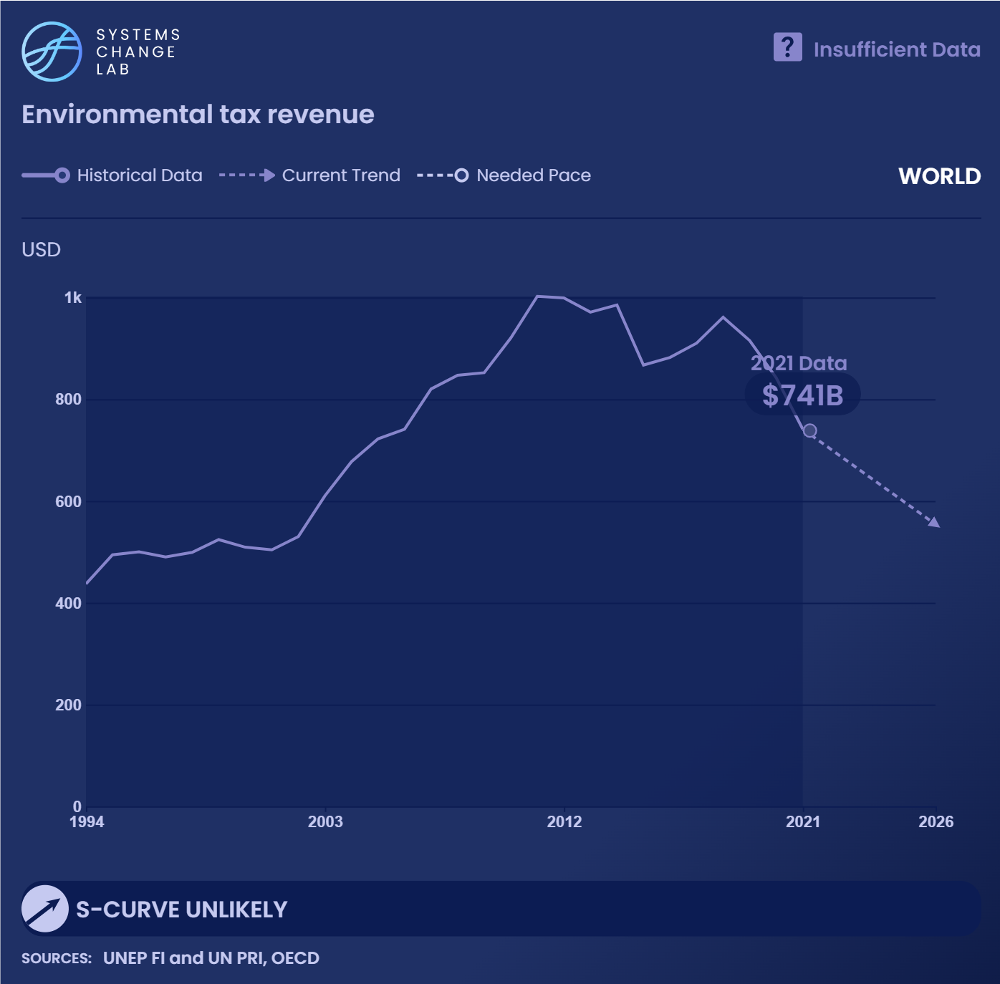 SYSTEMS
CHANGE
LAB
? Insufficient Data
Environmental tax revenue
Historical Data Current Trend Needed Pace
WORLD
USD
1k
800
600
400
200
0
2021 Data
$741B
1994 2003 2012 2021 2026
S-CURVE UNLIKELY
SOURCES: UNEP FI and UN PRI, OECD